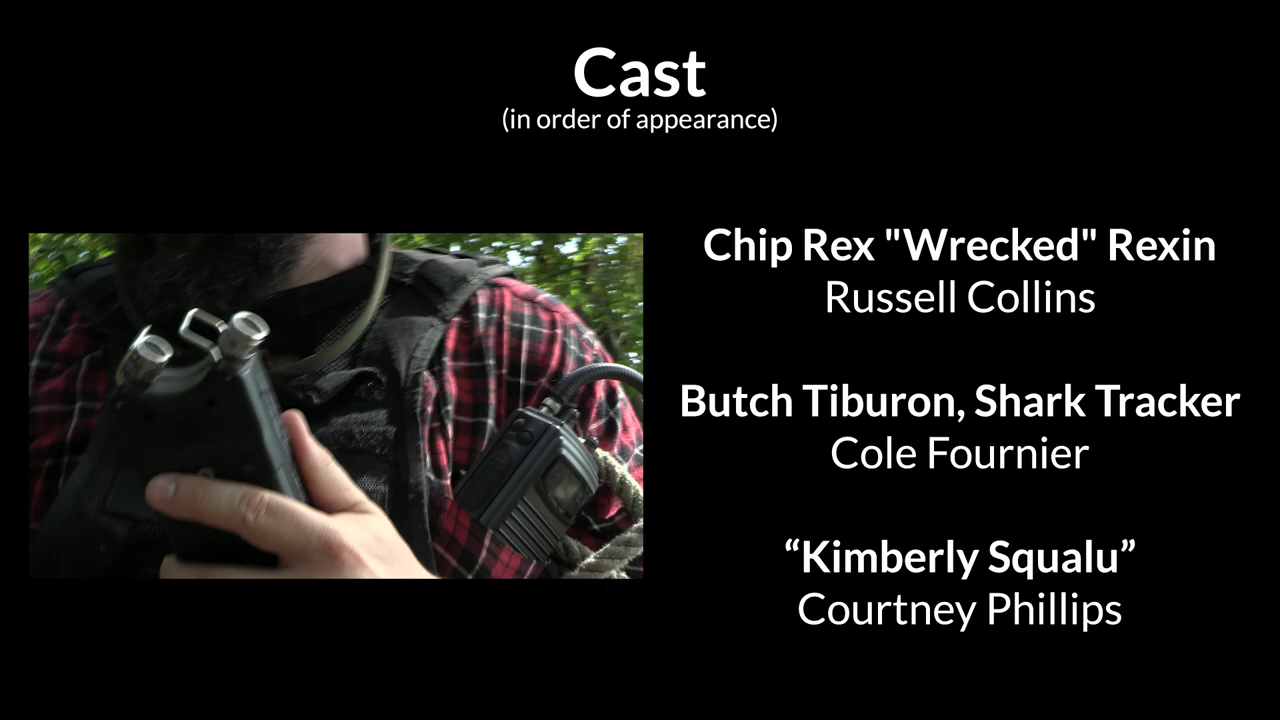 Cast
(in order of appearance)
Chip Rex "Wrecked" Rexin
Russell Collins
Butch Tiburon, Shark Tracker
Cole Fournier
“Kimberly Squalu”
Courtney Phillips